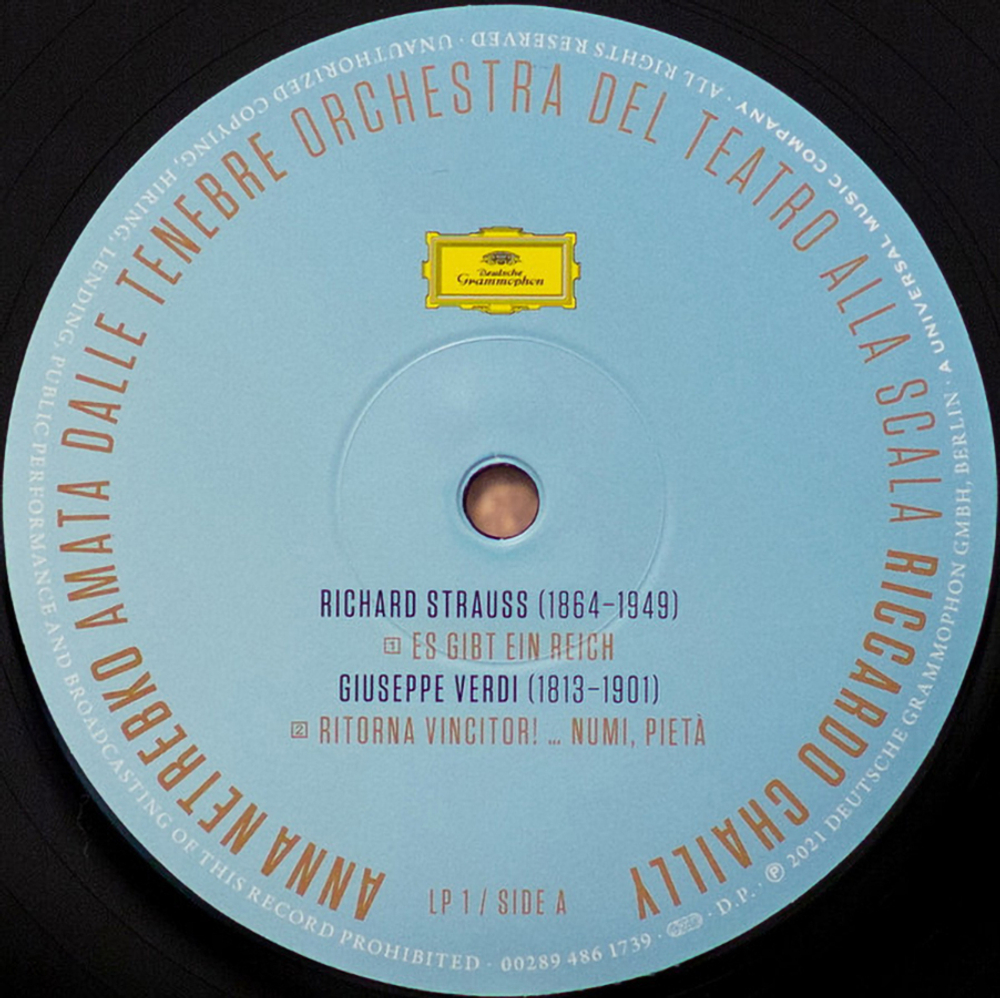 ANNA NETREBKO AMATA DALLE TENEBRE ORCHESTRA DEL TEATRO ALLA SCALA RICCARDO CHAILLY
Deutsche
Grammophon
RICHARD STRAUSS (1864–1949)
1 ES GIBT EIN REICH
GIUSEPPE VERDI (1813–1901)
2 RITORNA VINCITOR! ... NUMI, PIETÀ
LP 1 / SIDE A
D.P. · ℗ 2021 DEUTSCHE GRAMMOPHON GMBH, BERLIN · A UNIVERSAL MUSIC COMPANY · ALL RIGHTS RESERVED · UNAUTHORIZED COPYING, HIRING, LENDING, PUBLIC PERFORMANCE AND BROADCASTING OF THIS RECORD PROHIBITED · 00289 486 1739 ·